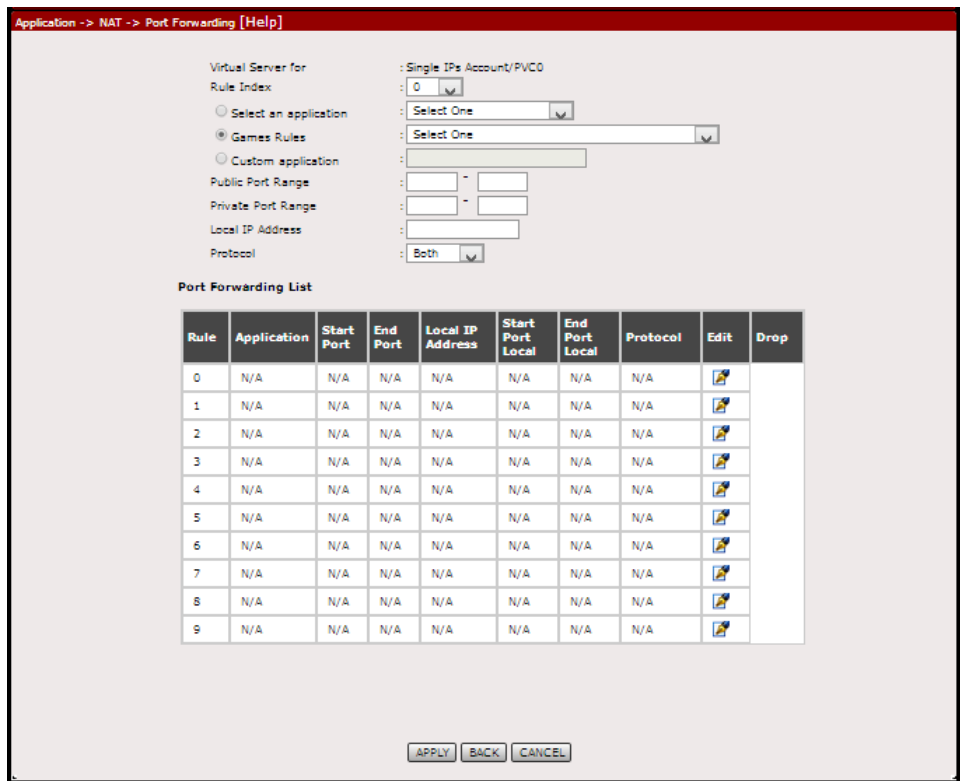 Application -> NAT -> Port Forwarding [Help]
Virtual Server for : Single IPs Account/PVC0
Rule Index : 0
Select an application : Select One
Games Rules : Select One
Custom application :
Public Port Range : -
Private Port Range : -
Local IP Address :
Protocol : Both
Port Forwarding List
Rule Application Start Port End Port Local IP Address Start Port Local End Port Local Protocol Edit Drop
0 N/A N/A N/A N/A N/A N/A N/A
1 N/A N/A N/A N/A N/A N/A N/A
2 N/A N/A N/A N/A N/A N/A N/A
3 N/A N/A N/A N/A N/A N/A N/A
4 N/A N/A N/A N/A N/A N/A N/A
5 N/A N/A N/A N/A N/A N/A N/A
6 N/A N/A N/A N/A N/A N/A N/A
7 N/A N/A N/A N/A N/A N/A N/A
8 N/A N/A N/A N/A N/A N/A N/A
9 N/A N/A N/A N/A N/A N/A N/A
APPLY BACK CANCEL